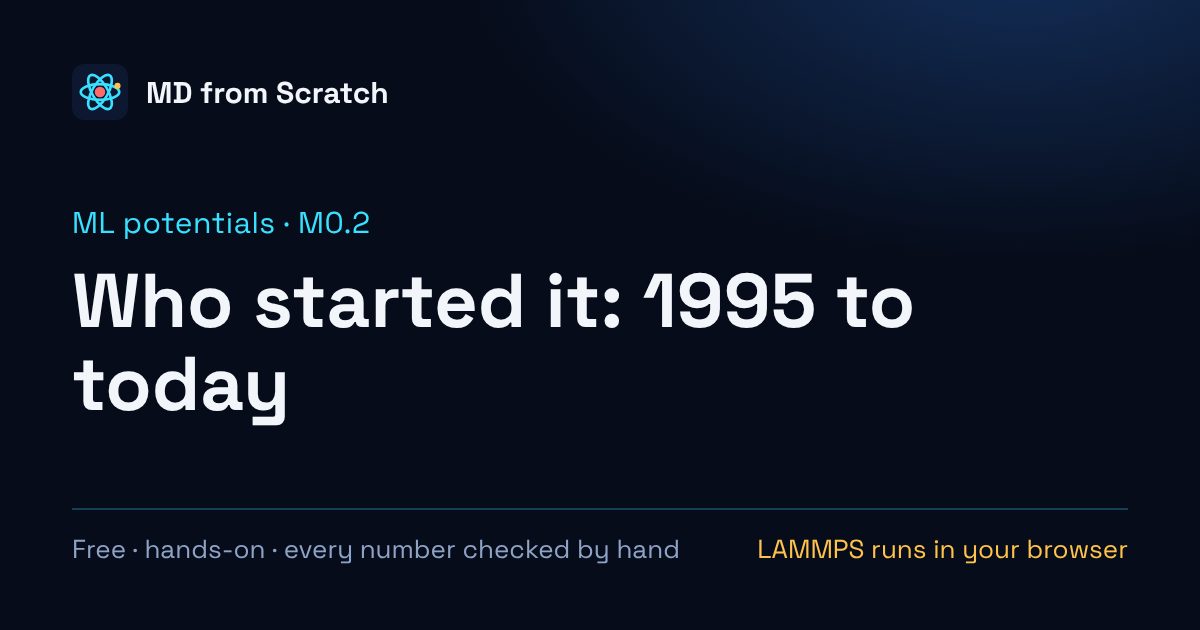 MD from Scratch
ML potentials · M0.2
Who started it: 1995 to
today
Free · hands-on · every number checked by hand
LAMMPS runs in your browser